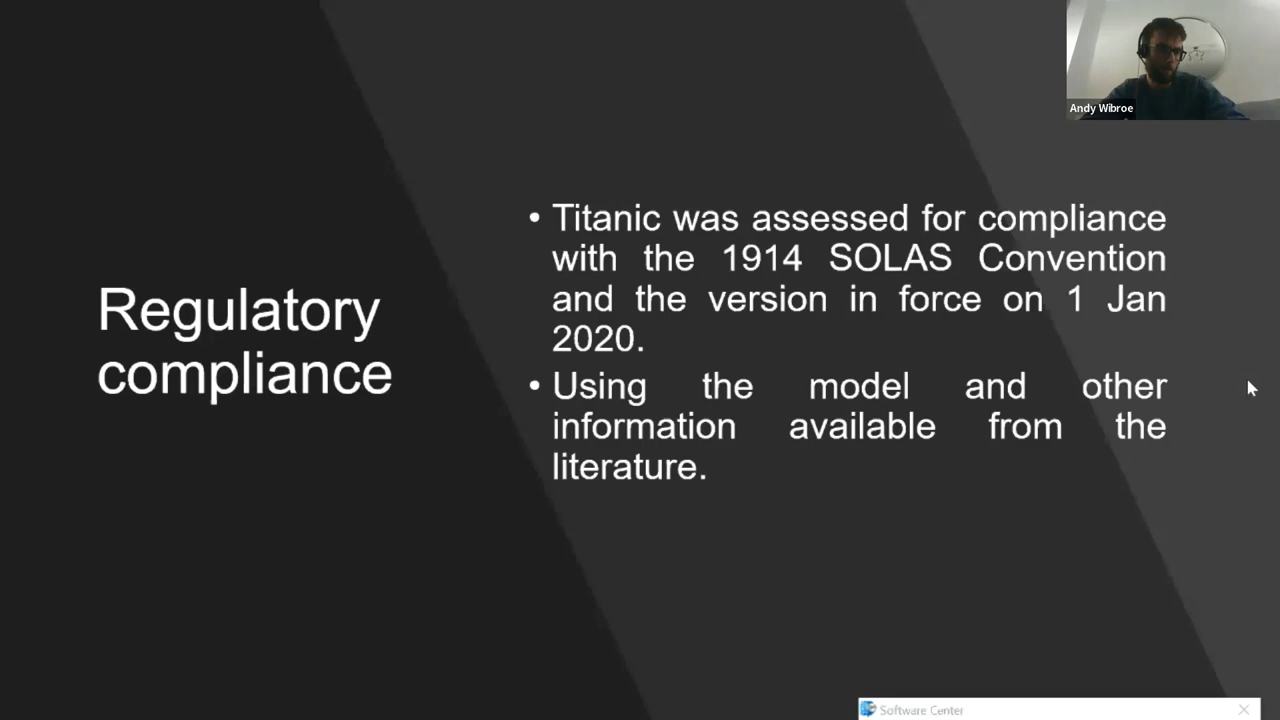 Andy Wibroe
Regulatory
compliance
• Titanic was assessed for compliance
with the 1914 SOLAS Convention
and the version in force on 1 Jan
2020.
• Using the model and other
information available from the
literature.
Software Center